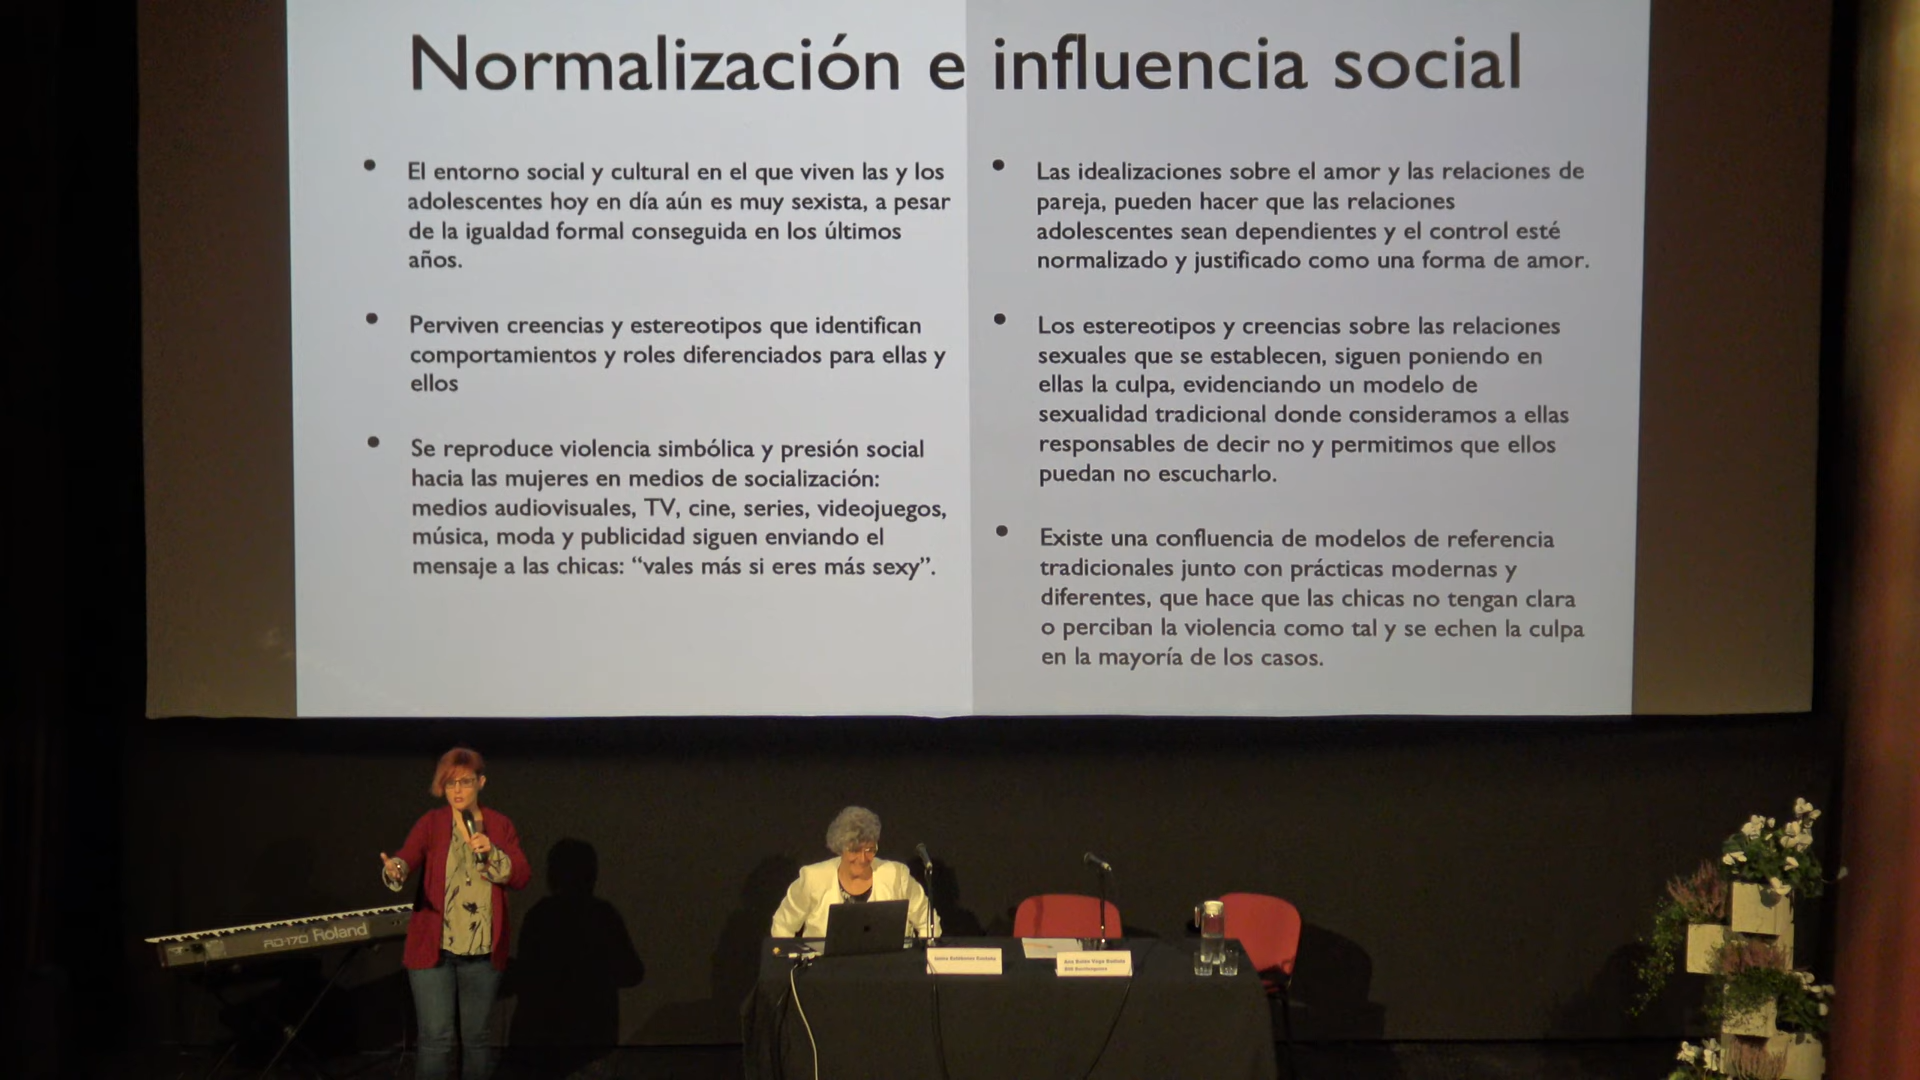 Normalización e influencia social
• El entorno social y cultural en el que viven las y los
adolescentes hoy en día aún es muy sexista, a pesar
de la igualdad formal conseguida en los últimos
años.
• Perviven creencias y estereotipos que identifican
comportamientos y roles diferenciados para ellas y
ellos
• Se reproduce violencia simbólica y presión social
hacia las mujeres en medios de socialización:
medios audiovisuales, TV, cine, series, videojuegos,
música, moda y publicidad siguen enviando el
mensaje a las chicas: “vales más si eres más sexy”.
• Las idealizaciones sobre el amor y las relaciones de
pareja, pueden hacer que las relaciones
adolescentes sean dependientes y el control esté
normalizado y justificado como una forma de amor.
• Los estereotipos y creencias sobre las relaciones
sexuales que se establecen, siguen poniendo en
ellas la culpa, evidenciando un modelo de
sexualidad tradicional donde consideramos a ellas
responsables de decir no y permitimos que ellos
puedan no escucharlo.
• Existe una confluencia de modelos de referencia
tradicionales junto con prácticas modernas y
diferentes, que hace que las chicas no tengan clara
o perciban la violencia como tal y se echen la culpa
en la mayoría de los casos.
RD-170 Roland
Ana Belén Vega